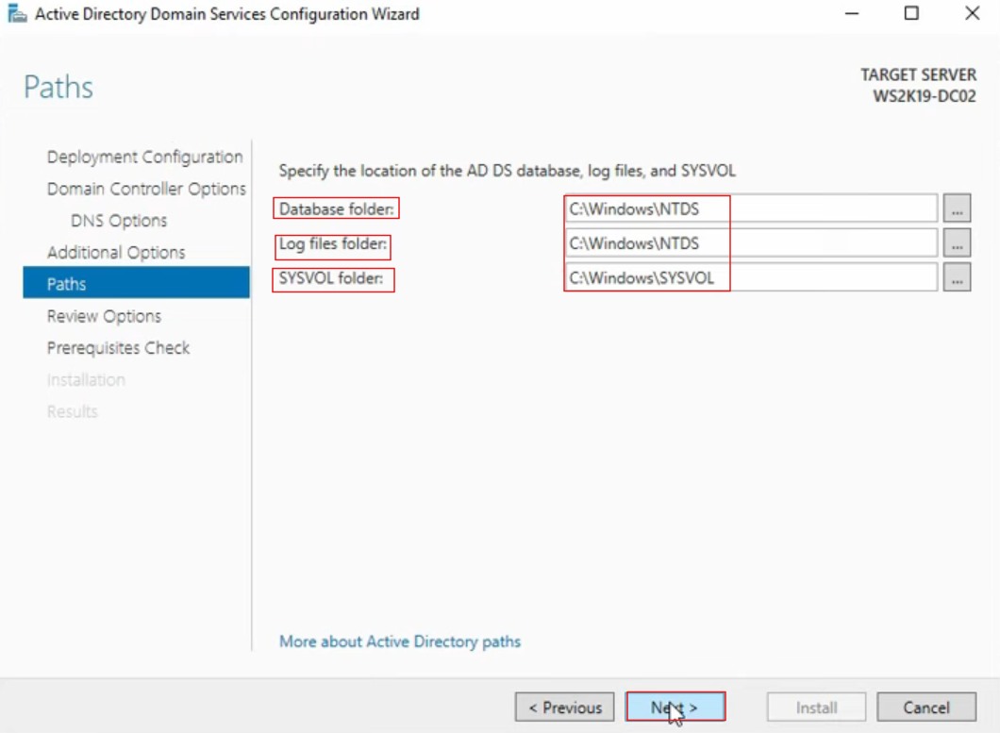 Active Directory Domain Services Configuration Wizard
Paths
TARGET SERVER
WS2K19-DC02
Deployment Configuration
Domain Controller Options
DNS Options
Additional Options
Paths
Review Options
Prerequisites Check
Installation
Results
Specify the location of the AD DS database, log files, and SYSVOL
Database folder: C:\Windows\NTDS ...
Log files folder: C:\Windows\NTDS ...
SYSVOL folder: C:\Windows\SYSVOL ...
More about Active Directory paths
< Previous Next > Install Cancel